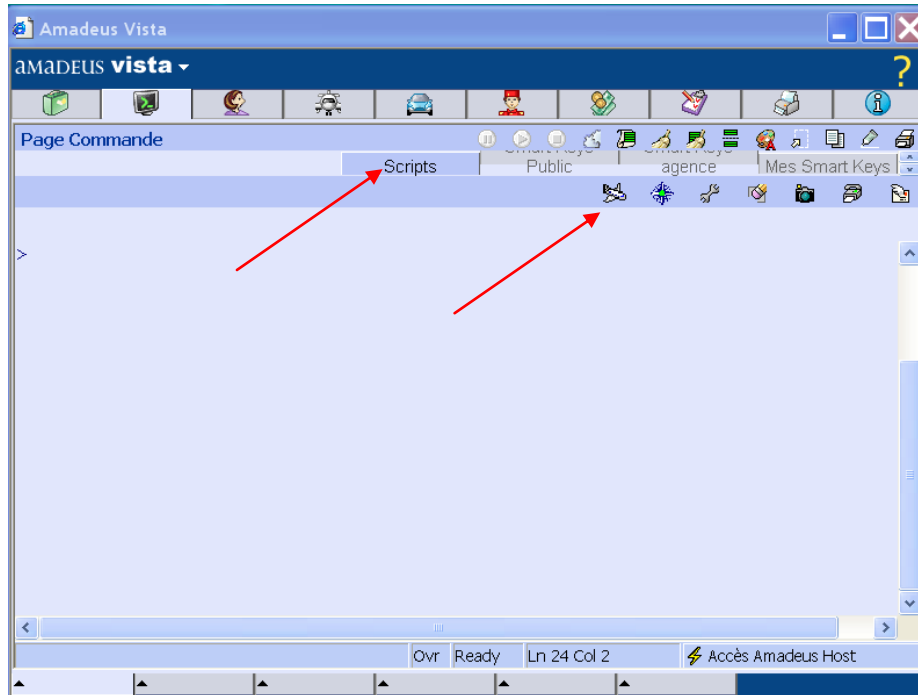 Amadeus Vista
aMaDEUS vista
?
Page Commande
Scripts
Public
agence
Mes Smart Keys
>
Ovr
Ready
Ln 24 Col 2
Accès Amadeus Host